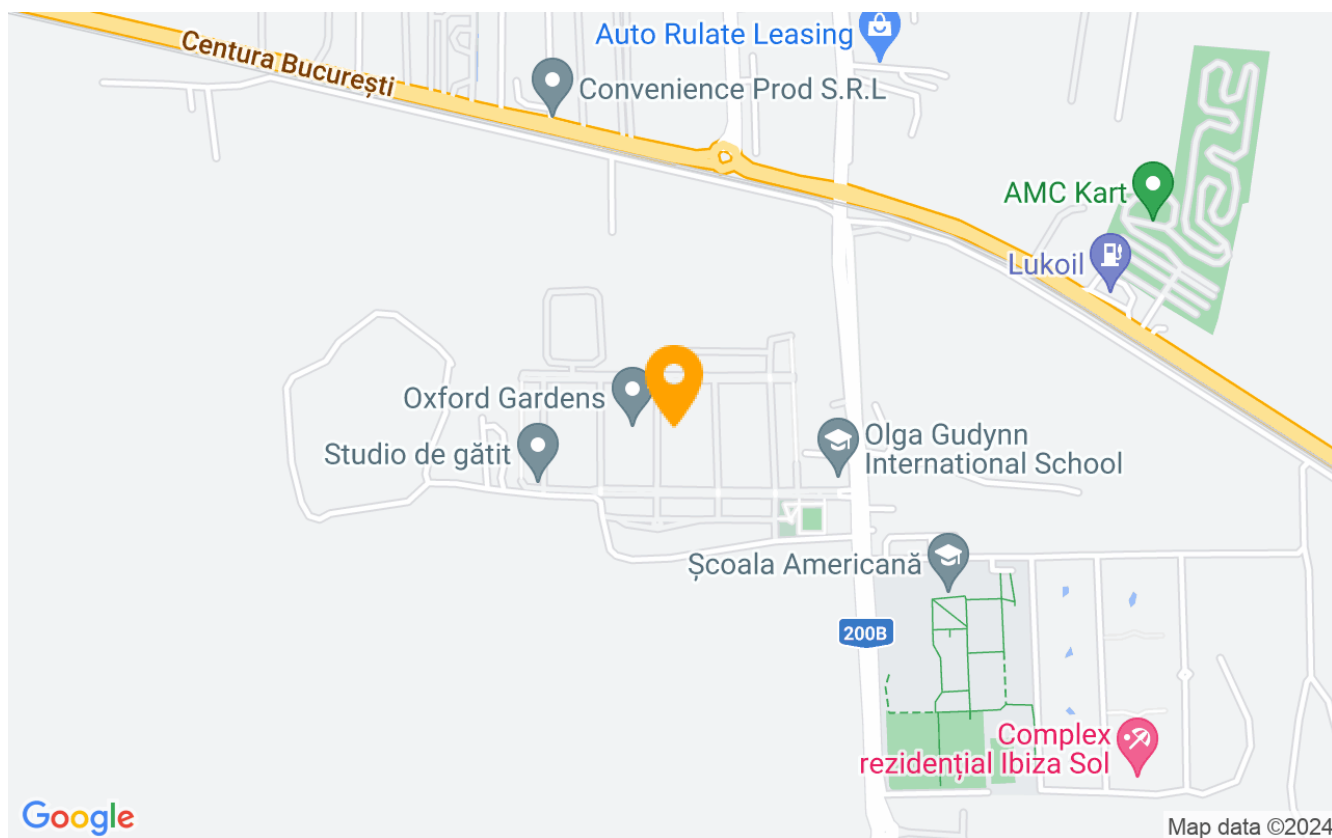 Auto Rulate Leasing
Centura București
Convenience Prod S.R.L
AMC Kart
Lukoil
Oxford Gardens
Studio de gătit
Olga Gudynn
International School
Școala Americană
200B
Complex
rezidențial Ibiza Sol
Google
Map data ©2024